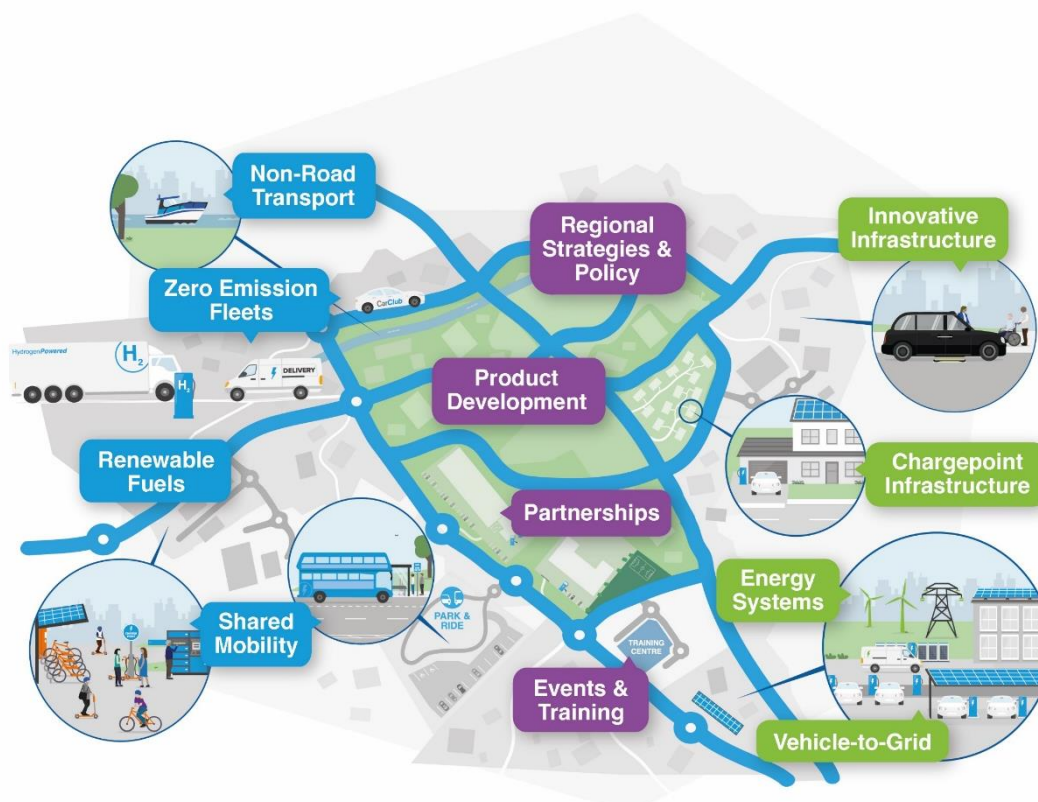 Non-Road
Transport
Regional
Strategies &
Policy
Innovative
Infrastructure
Zero Emission
Fleets
CarClub
HydrogenPowered
H2
H2
DELIVERY
Product
Development
Renewable
Fuels
Chargepoint
Infrastructure
Partnerships
Energy
Systems
Shared
Mobility
PARK &
RIDE
TRAINING
CENTRE
Events &
Training
Vehicle-to-Grid